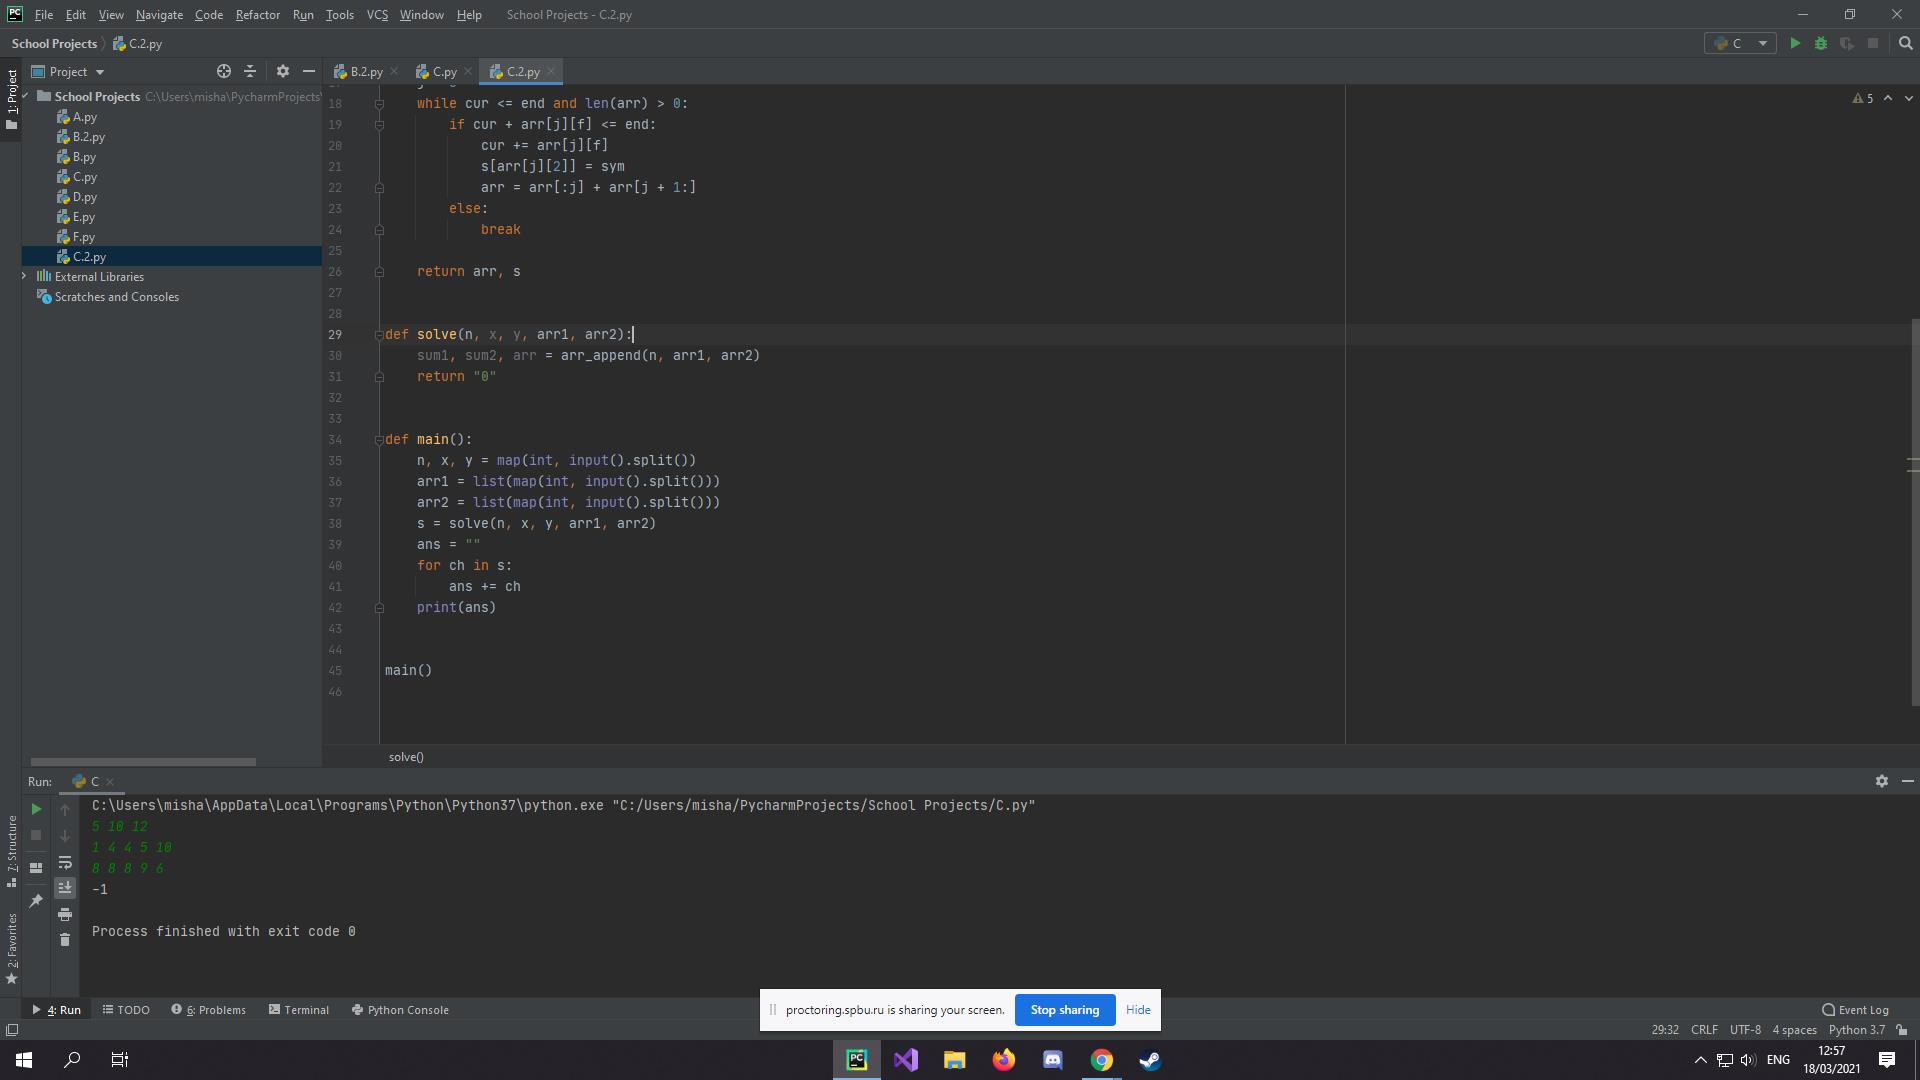 PC File Edit View Navigate Code Refactor Run Tools VCS Window Help School Projects - C.2.py
School Projects C.2.py C
1: Project
Project B.2.py C.py C.2.py
School Projects C:\Users\misha\PycharmProjects\
A.py
B.2.py
B.py
C.py
D.py
E.py
F.py
C.2.py
External Libraries
Scratches and Consoles
5
18 while cur <= end and len(arr) > 0:
19 if cur + arr[j][f] <= end:
20 cur += arr[j][f]
21 s[arr[j][2]] = sym
22 arr = arr[:j] + arr[j + 1:]
23 else:
24 break
25
26 return arr, s
27
28
29 def solve(n, x, y, arr1, arr2):
30 sum1, sum2, arr = arr_append(n, arr1, arr2)
31 return "0"
32
33
34 def main():
35 n, x, y = map(int, input().split())
36 arr1 = list(map(int, input().split()))
37 arr2 = list(map(int, input().split()))
38 s = solve(n, x, y, arr1, arr2)
39 ans = ""
40 for ch in s:
41 ans += ch
42 print(ans)
43
44
45 main()
46
solve()
Run: C
C:\Users\misha\AppData\Local\Programs\Python\Python37\python.exe "C:/Users/misha/PycharmProjects/School Projects/C.py"
5 10 12
1 4 4 5 10
8 8 8 9 6
-1
Process finished with exit code 0
7: Structure
2: Favorites
4: Run TODO 6: Problems Terminal Python Console Event Log
proctoring.spbu.ru is sharing your screen. Stop sharing Hide
29:32 CRLF UTF-8 4 spaces Python 3.7
PC ENG 12:57
18/03/2021